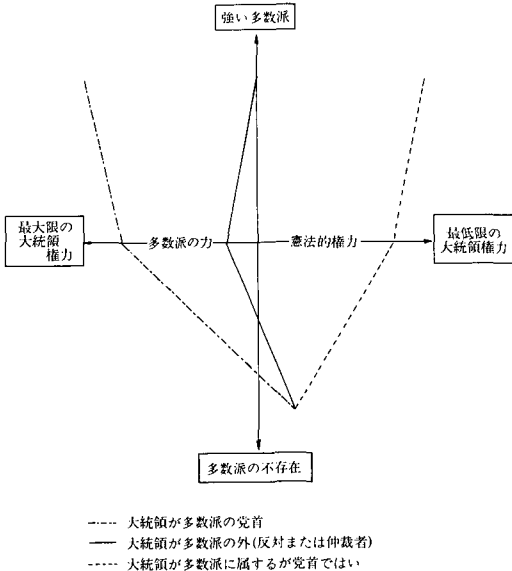 強い多数派
最大限の
大統領
権力
多数派の力
憲法的権力
最低限の
大統領権力
多数派の不存在
大統領が多数派の党首
大統領が多数派の外(反対または仲裁者)
大統領が多数派に属するが党首ではい